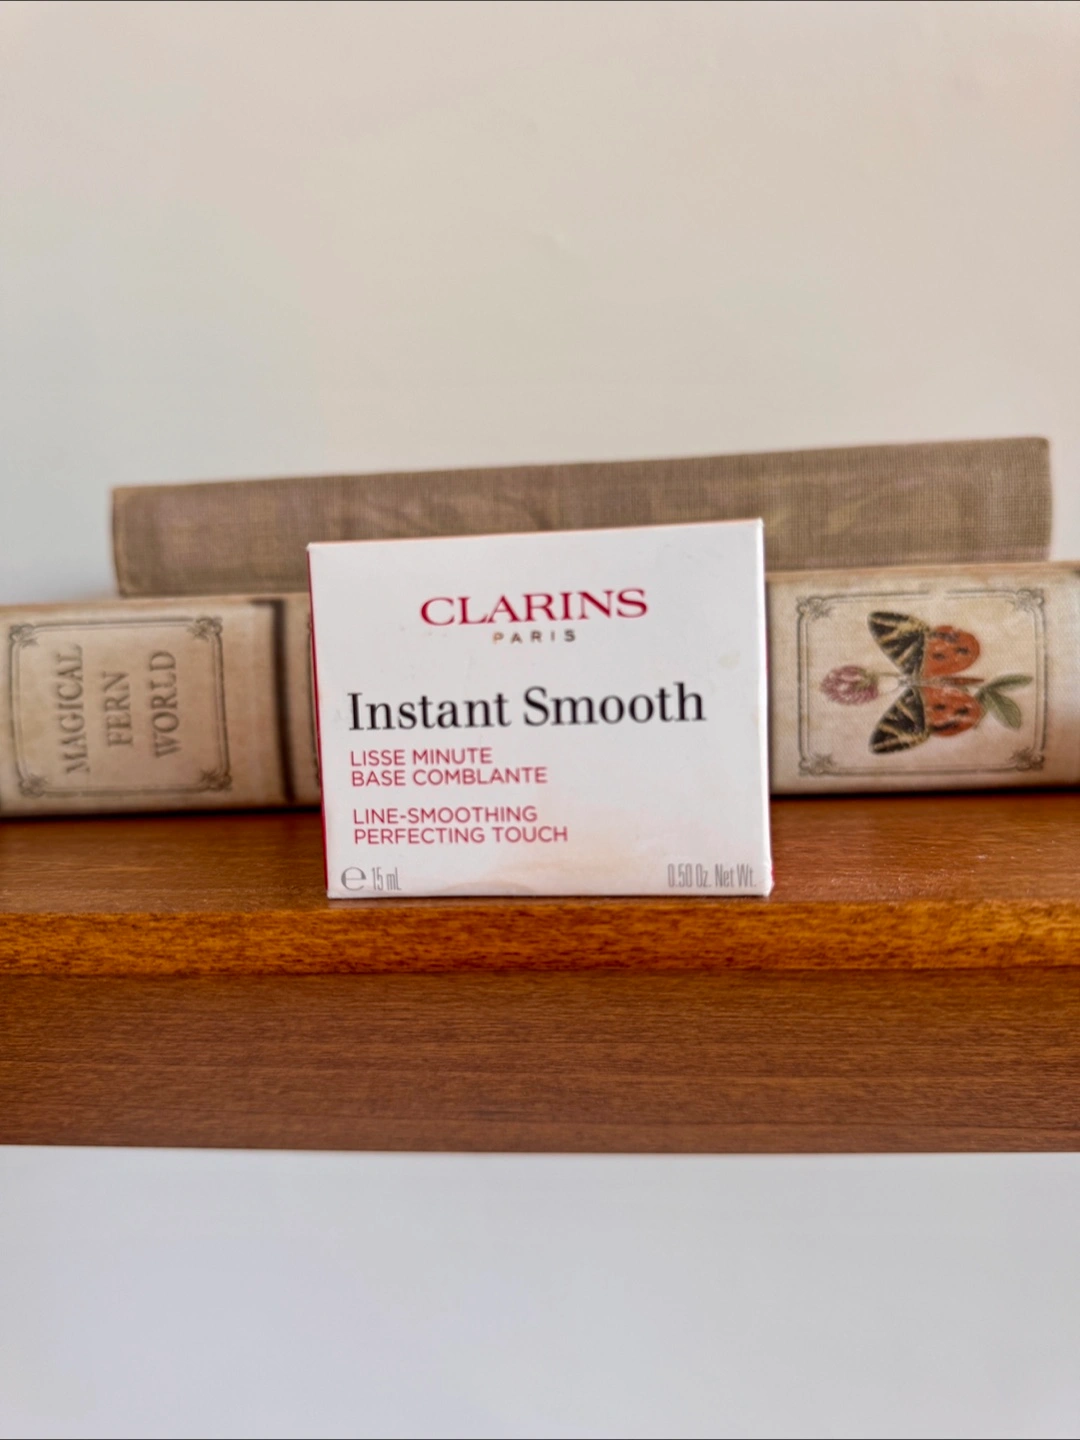 MAGICAL
FERN
WORLD
CLARINS
PARIS
Instant Smooth
LISSE MINUTE
BASE COMBLANTE
LINE-SMOOTHING
PERFECTING TOUCH
℮ 15 mL
0.50 Oz. Net Wt.